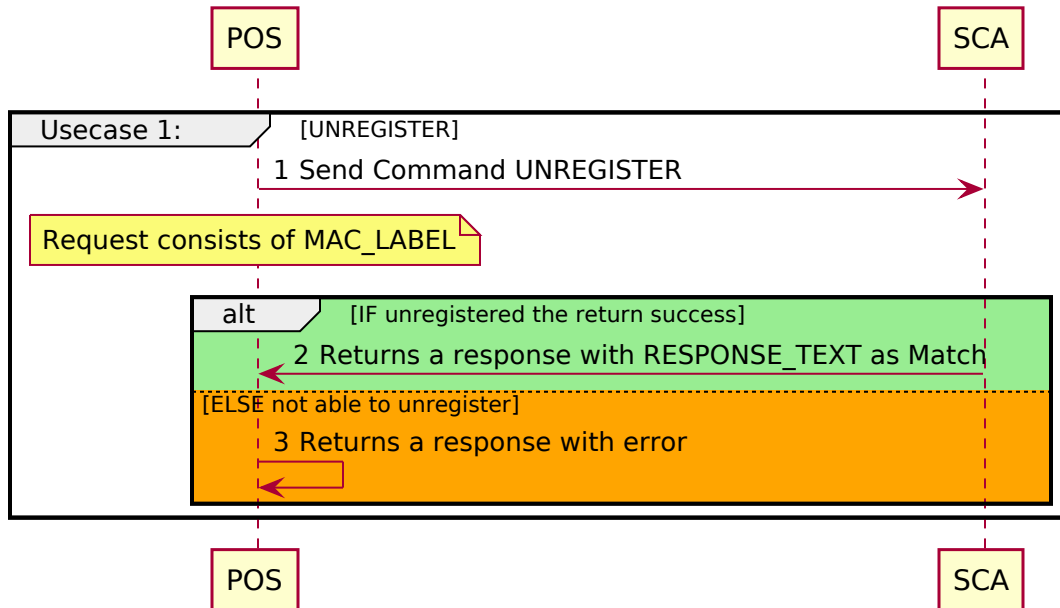 POS
SCA
Usecase 1:
[UNREGISTER]
1 Send Command UNREGISTER
Request consists of MAC_LABEL
alt
[IF unregistered the return success]
2 Returns a response with RESPONSE_TEXT as Match
[ELSE not able to unregister]
3 Returns a response with error
POS
SCA